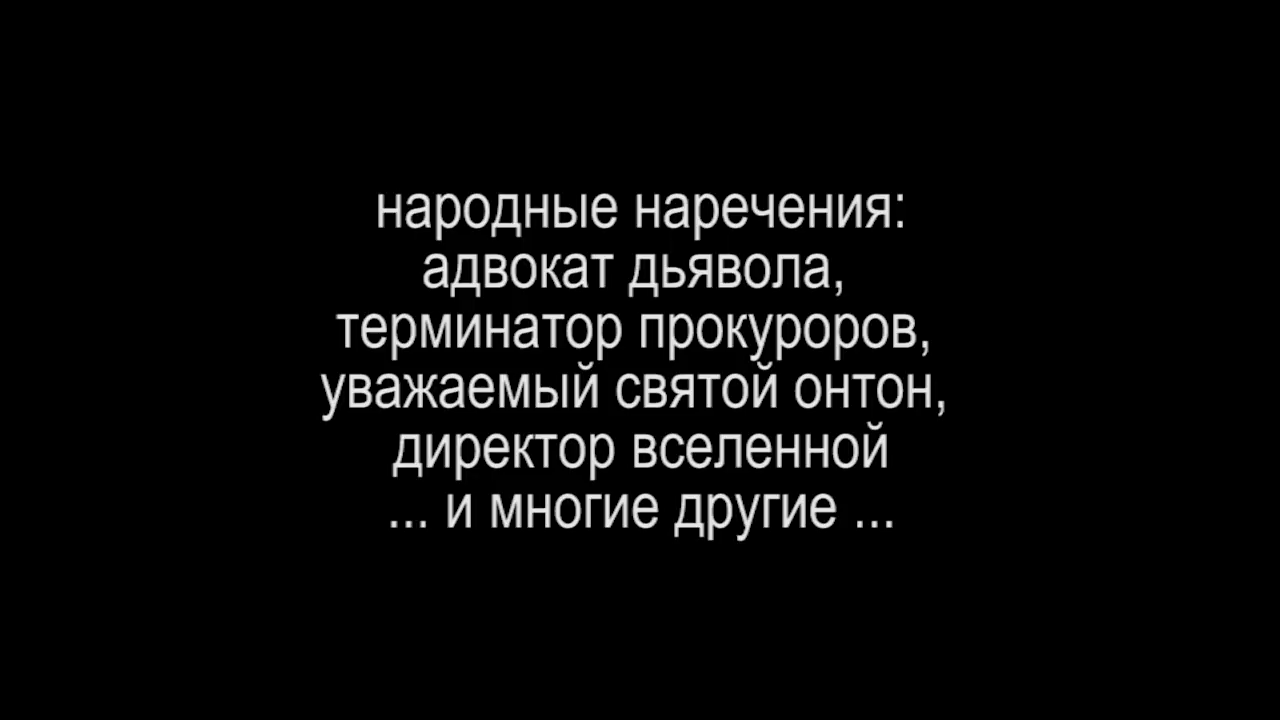 народные наречения:
адвокат дьявола,
терминатор прокуроров,
уважаемый святой онтон,
директор вселенной
... и многие другие ...